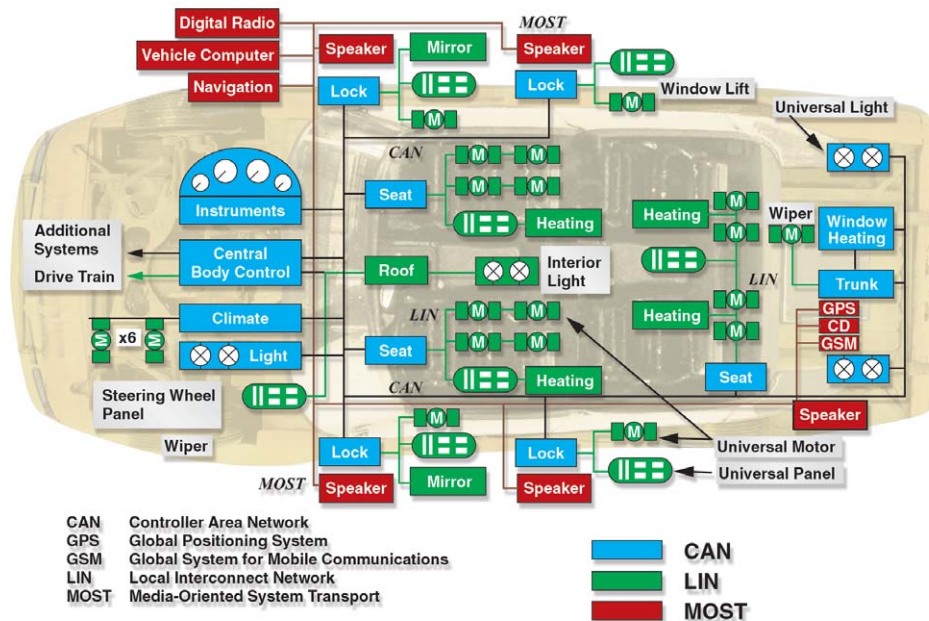 Digital Radio
MOST
Vehicle Computer
Speaker
Mirror
Speaker
Navigation
Lock
Lock
Window Lift
M
M
Universal Light
CAN
M
M
Seat
M
M
Instruments
Heating
Heating
M
Wiper
M
Window
Heating
Additional
Systems
Central
Body Control
M
Drive Train
Roof
Interior
Light
LIN
Trunk
Climate
LIN
M
M
M
Heating
GPS
M
x6
M
CD
Light
Seat
M
M
M
GSM
CAN
Heating
Seat
Steering Wheel
Panel
Speaker
Wiper
M
M
Lock
Lock
Universal Motor
MOST
Speaker
Mirror
Speaker
Universal Panel
CAN Controller Area Network
GPS Global Positioning System
GSM Global System for Mobile Communications
LIN Local Interconnect Network
MOST Media-Oriented System Transport
CAN
LIN
MOST